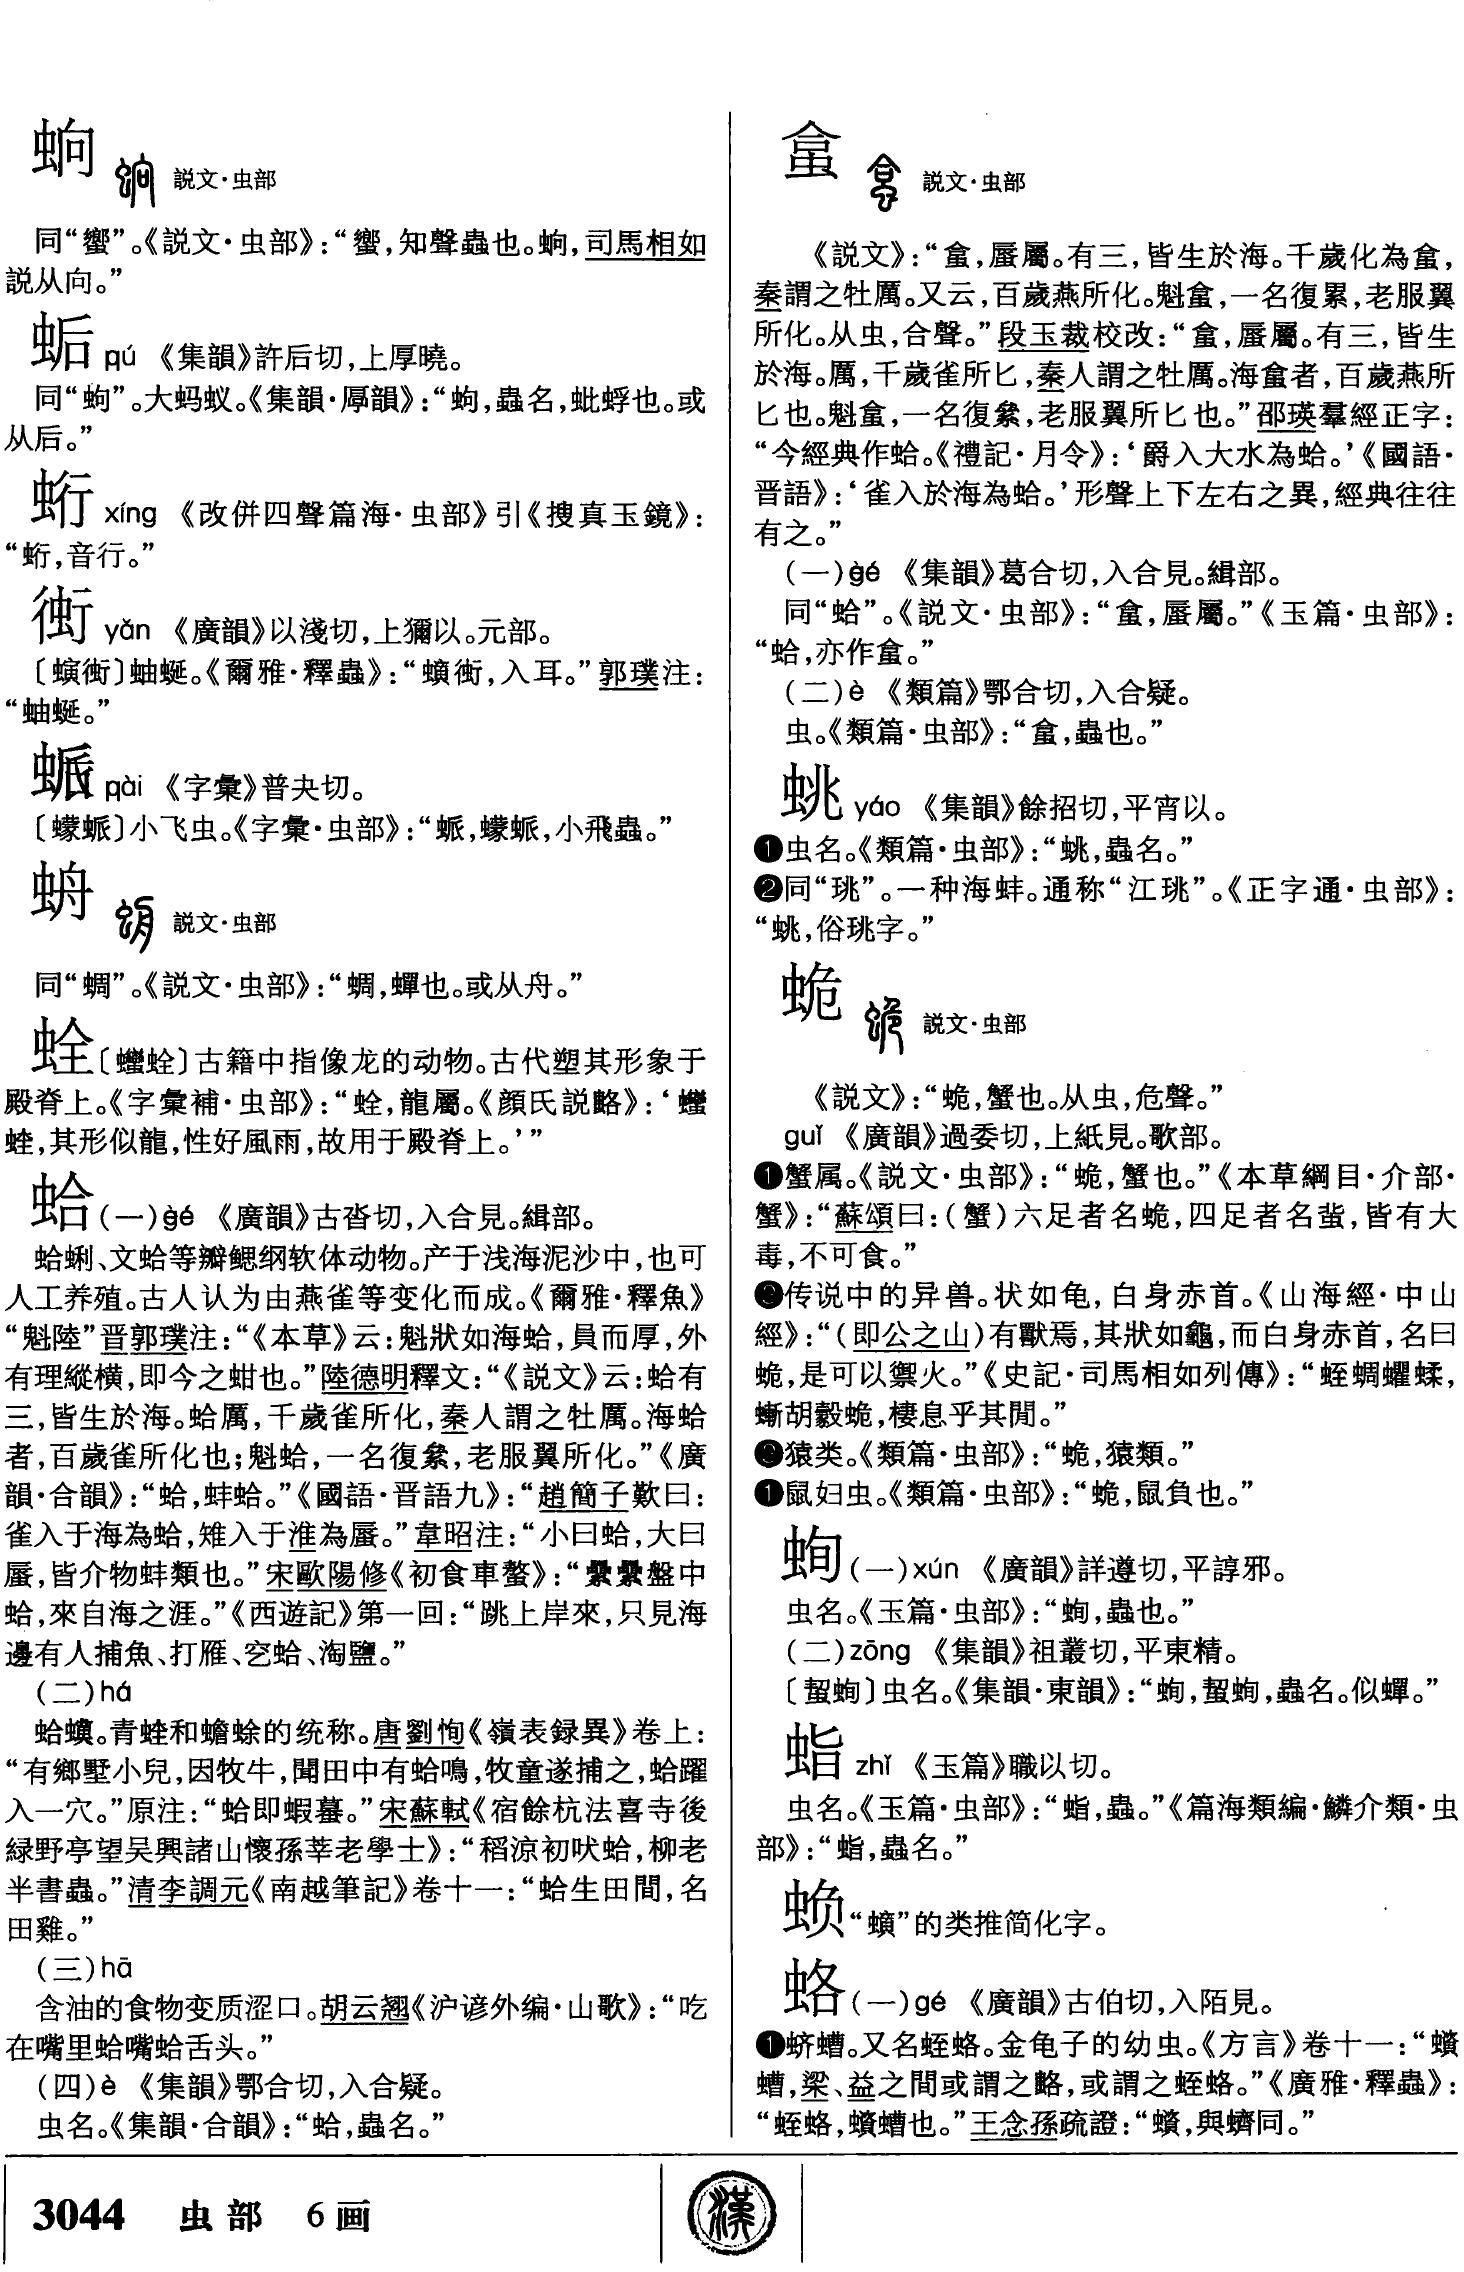 蚼 説文·虫部
同“蠁”。《説文·虫部》：“蠁，知聲蟲也。蚼，司馬相如
説从向。”
蚯 《集韻》許后切，上厚曉。
同“蚼”。大蚂蚁。《集韻·厚韻》：“蚼，蟲名，蚍蜉也。或
从后。”
xíng 《改併四聲篇海·虫部》引《搜真玉鏡》：
“蛵，音行。”
衘 yǎn 《廣韻》以淺切，上獮以。元部。
〔螾衘〕蚰蜒。《爾雅·釋蟲》：“螾衘，入耳。”郭璞注：
“蚰蜒。”
pài 《字彙》普夬切。
〔蠓𧊅〕小飞虫。《字彙·虫部》：“𧊅，蠓𧊅，小飛蟲。”
説文·虫部
同“蜩”。《説文·虫部》：“蜩，蟬也。或从舟。”
蛫〔蠻〕古籍中指像龙的动物。古代塑其形象于
殿脊上。《字彙補·虫部》：“蛫，龍屬。《顔氏説略》：‘
其形似龍，性好風雨，故用于殿脊上。’”
蛤(一)gé 《廣韻》古沓切，入合見。緝部。
蛤蜊、文蛤等瓣鳃纲软体动物。产于浅海泥沙中，也可
人工养殖。古人认为由燕雀等变化而成。《爾雅·釋魚》
“魁陸”晋郭璞注：“《本草》云：魁狀如海蛤，員而厚，外
有理縱横，即今之蚶也。”陸德明釋文：“《説文》云：蛤有
三，皆生於海。蛤厲，千歲雀所化，秦人謂之牡厲。海蛤
者，百歲雀所化也；魁蛤，一名復絫，老服翼所化。”《廣
韻·合韻》：“蛤，蚌蛤。”《國語·晋語九》：“趙簡子歎曰：
雀入于海為蛤，雉入于淮為蜃。”韋昭注：“小曰蛤，大曰
蜃，皆介物蚌類也。”宋歐陽修《初食車螯》：“纍纍盤中
蛤，來自海之涯。”《西遊記》第一回：“跳上岸來，只見海
邊有人捕魚、打雁、穵蛤、淘鹽。”
(二)há
蛤蟆。青蛙和蟾蜍的统称。唐劉恂《嶺表録異》卷上：
“有鄉墅小兒，因牧牛，聞田中有蛤鳴，牧童遂捕之，蛤躍
入一穴。”原注：“蛤即蝦蟇。”宋蘇軾《宿餘杭法喜寺後
緑野亭望吴興諸山懷孫莘老學士》：“稻涼初吠蛤，柳老
半書蟲。”清李調元《南越筆記》卷十一：“蛤生田間，名
田雞。”
(三)hā
含油的食物变质涩口。胡云翘《沪谚外编·山歌》：“吃
在嘴里蛤嘴蛤舌头。”
(四)è 《集韻》鄂合切，入合疑。
虫名。《集韻·合韻》：“蛤，蟲名。”
盒 説文·虫部
《説文》：“盒，蜃屬。有三，皆生於海。千歲化為盒，
秦謂之牡厲。又云，百歲燕所化。魁盒，一名復累，老服翼
所化。从虫，合聲。”段玉裁校改：“盒，蜃屬。有三，皆生
於海。厲，千歲雀所匕，秦人謂之牡厲。海盒者，百歲燕所
匕也。魁盒，一名復絫，老服翼所匕也。”邵瑛羣經正字：
“今經典作蛤。《禮記·月令》：‘爵入大水為蛤。’《國語·
晋語》：‘雀入於海為蛤。’形聲上下左右之異，經典往往
有之。”
(一)gé 《集韻》葛合切，入合見。緝部。
同“蛤”。《説文·虫部》：“盒，蜃屬。”《玉篇·虫部》：
“蛤，亦作盒。”
(二)è 《類篇》鄂合切，入合疑。
虫。《類篇·虫部》：“盒，蟲也。”
蛯 yáo 《集韻》餘招切，平宵以。
❶虫名。《類篇·虫部》：“𧊞，蟲名。”
❷同“珧”。一种海蚌。通称“江珧”。《正字通·虫部》：
“𧊞，俗珧字。”
蛫 説文·虫部
《説文》：“蛫，蟹也。从虫，危聲。”
guǐ 《廣韻》過委切，上紙見。歌部。
❶蟹属。《説文·虫部》：“蛫，蟹也。”《本草綱目·介部·
蟹》：“蘇頌曰：(蟹)六足者名蛫，四足者名蚩，皆有大
毒，不可食。”
❷传说中的异兽。状如龟，白身赤首。《山海經·中山
經》：“(即公之山)有獸焉，其狀如龜，而白身赤首，名曰
蛫，是可以禦火。”《史記·司馬相如列傳》：“蛭蜩蠷蝚，
螹胡豰蛫，棲息乎其閒。”
❸猿类。《類篇·虫部》：“蛫，猿類。”
❶鼠妇虫。《類篇·虫部》：“蛫，鼠負也。”
蛡(一)xún 《廣韻》詳遵切，平諄邪。
虫名。《玉篇·虫部》：“蜔，蟲也。”
(二)zōng 《集韻》祖叢切，平東精。
〔蛪〕虫名。《集韻·東韻》：“蟲名。似蟬。”
蛕 zhǐ 《玉篇》職以切。
虫名。《玉篇·虫部》：“蟲。”《篇海類編·鱗介類·虫
部》：“蟲名。”
“蠀”的类推简化字。
蛒(一)gé 《廣韻》古伯切，入陌見。
❶蛴螬。又名蛭蛒。金龟子的幼虫。《方言》卷十一：“蠀
螬，梁、益之間或謂之蛒，或謂之蛭蛒。”《廣雅·釋蟲》：
“蛭蛒，蠀螬也。”王念孫疏證：“蠀，與蠐同。”
3044 虫部 6画
漢